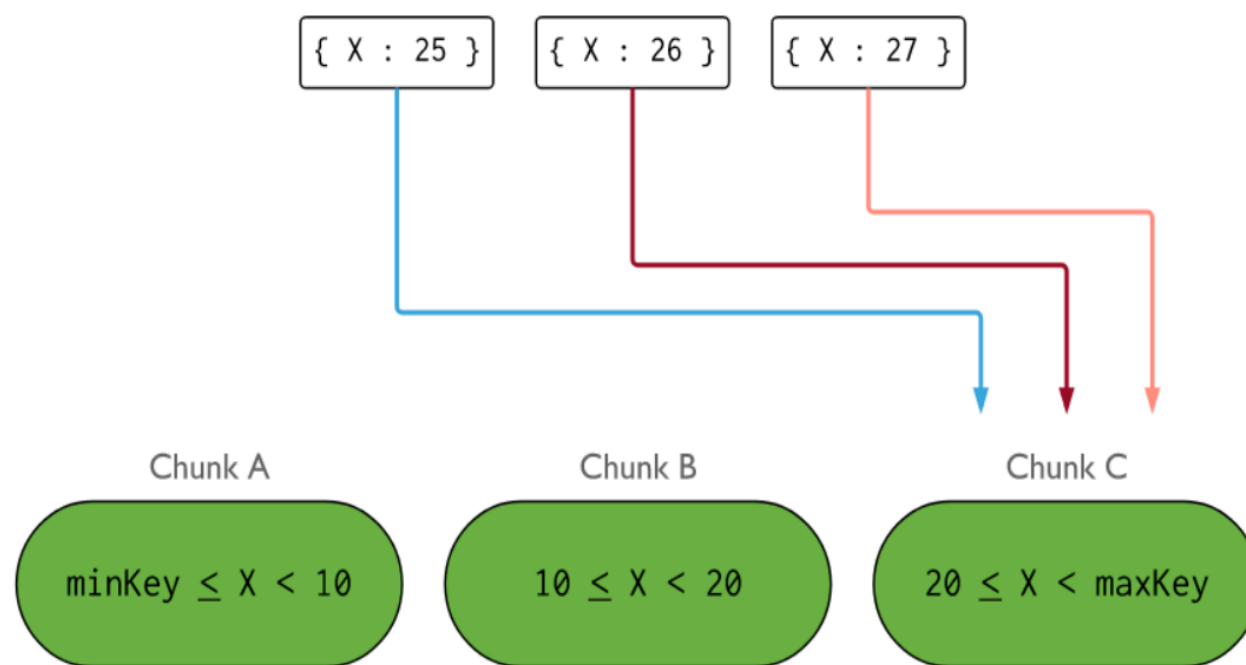 { X : 25 } { X : 26 } { X : 27 }
Chunk A Chunk B Chunk C
minKey ≤ X < 10 10 ≤ X < 20 20 ≤ X < maxKey